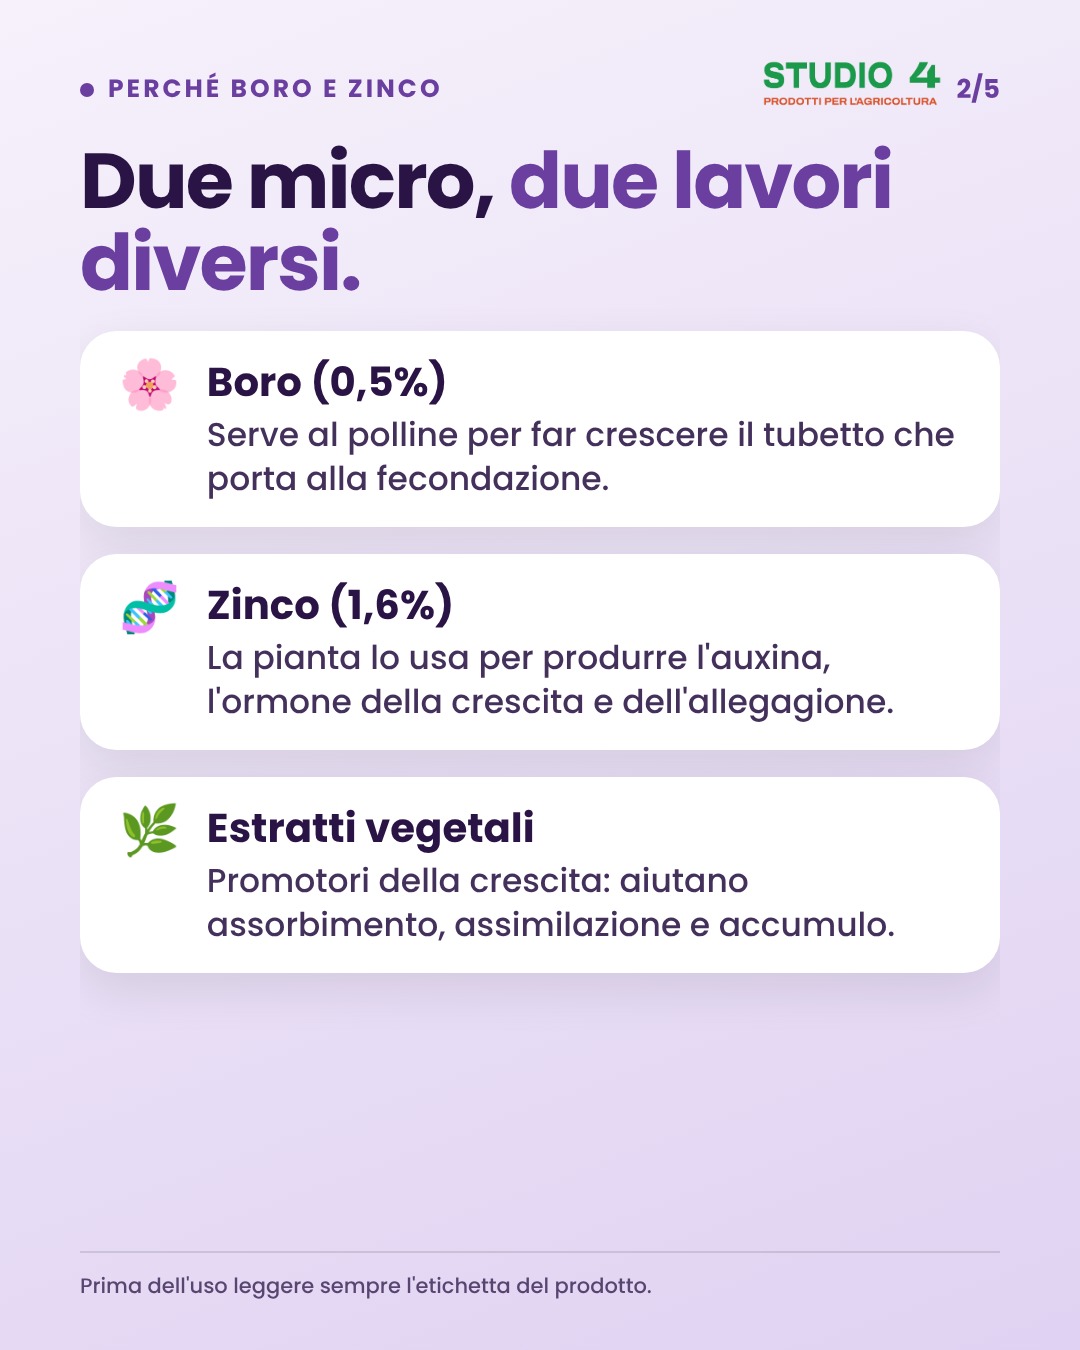 PERCHÉ BORO E ZINCO
STUDIO 4
PRODOTTI PER L'AGRICOLTURA
2/5
Due micro, due lavori
diversi.
Boro (0,5%)
Serve al polline per far crescere il tubetto che
porta alla fecondazione.
Zinco (1,6%)
La pianta lo usa per produrre l'auxina,
l'ormone della crescita e dell'allegagione.
Estratti vegetali
Promotori della crescita: aiutano
assorbimento, assimilazione e accumulo.
Prima dell'uso leggere sempre l'etichetta del prodotto.